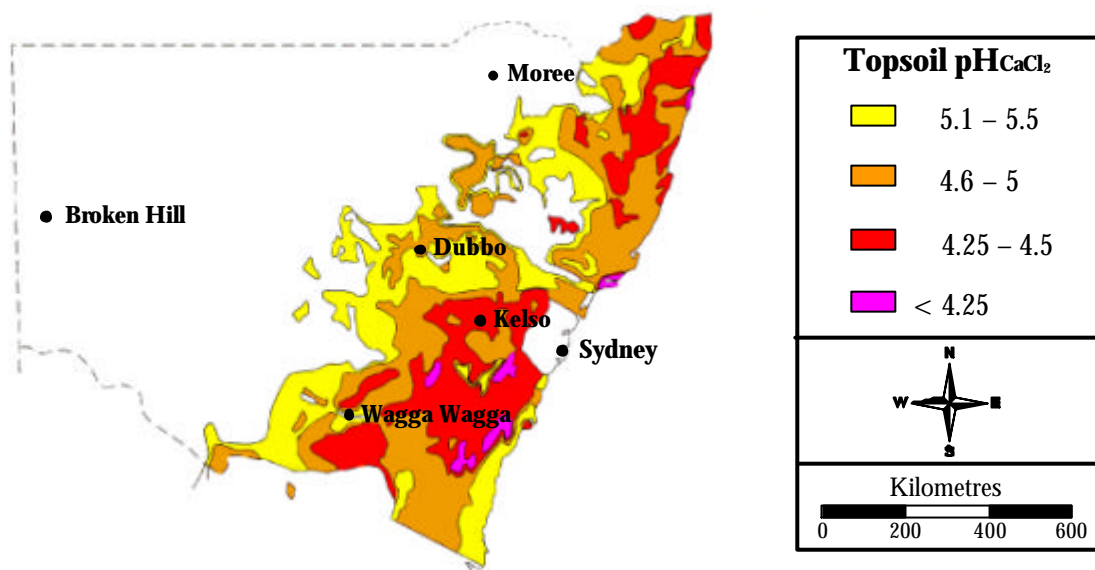 Moree
Broken Hill
Dubbo
Kelso
Sydney
Wagga Wagga
Topsoil pHCaCl₂
5.1 – 5.5
4.6 – 5
4.25 – 4.5
< 4.25
N
W E
S
Kilometres
0 200 400 600